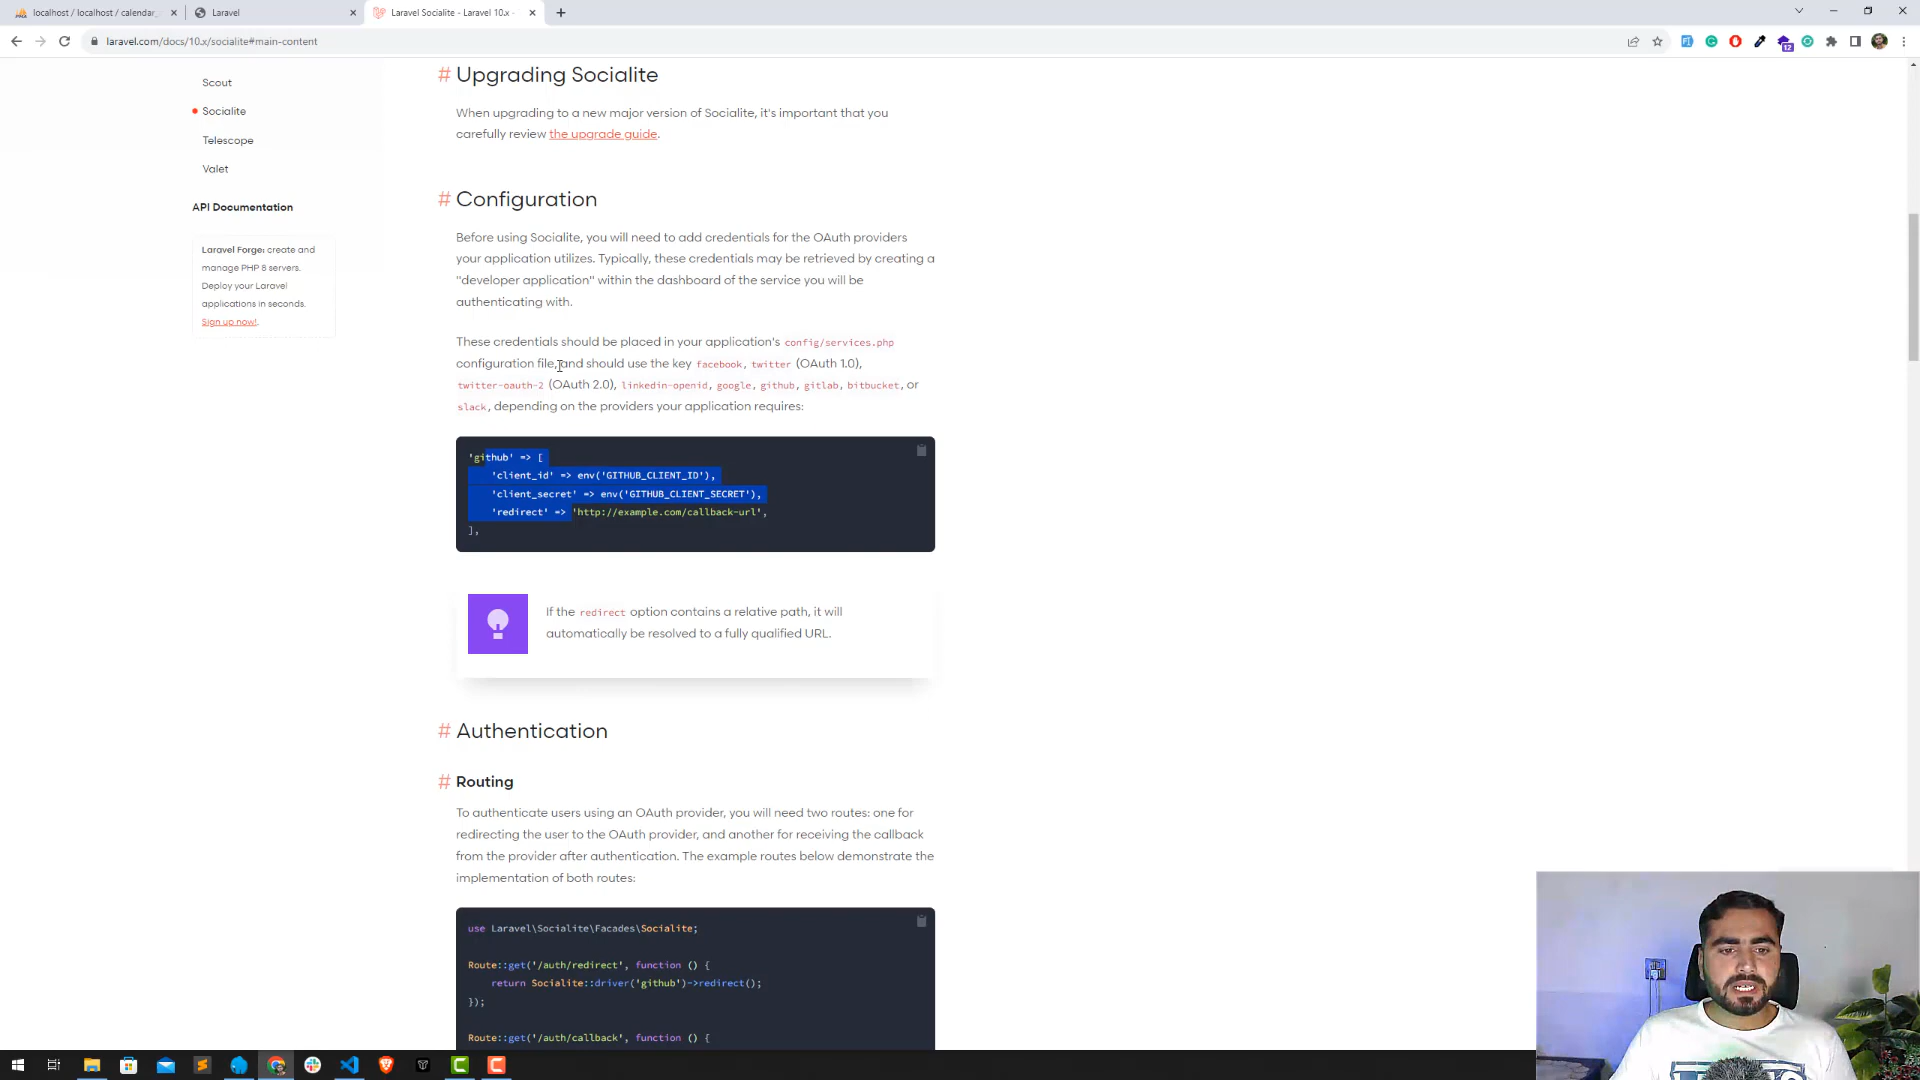 localhost / localhost / calendar_
Laravel
Laravel Socialite - Laravel 10.x -
laravel.com/docs/10.x/socialite#main-content
12
Scout
Socialite
Telescope
Valet
API Documentation
Laravel Forge: create and
manage PHP 8 servers.
Deploy your Laravel
applications in seconds.
Sign up now!.
# Upgrading Socialite
When upgrading to a new major version of Socialite, it's important that you
carefully review the upgrade guide.
# Configuration
Before using Socialite, you will need to add credentials for the OAuth providers
your application utilizes. Typically, these credentials may be retrieved by creating a
"developer application" within the dashboard of the service you will be
authenticating with.
These credentials should be placed in your application's config/services.php
configuration file, and should use the key facebook, twitter (OAuth 1.0),
twitter-oauth-2 (OAuth 2.0), linkedin-openid, google, github, gitlab, bitbucket, or
slack, depending on the providers your application requires:
'github' => [
'client_id' => env('GITHUB_CLIENT_ID'),
'client_secret' => env('GITHUB_CLIENT_SECRET'),
'redirect' => 'http://example.com/callback-url',
],
If the redirect option contains a relative path, it will
automatically be resolved to a fully qualified URL.
# Authentication
# Routing
To authenticate users using an OAuth provider, you will need two routes: one for
redirecting the user to the OAuth provider, and another for receiving the callback
from the provider after authentication. The example routes below demonstrate the
implementation of both routes:
use Laravel\Socialite\Facades\Socialite;
Route::get('/auth/redirect', function () {
return Socialite::driver('github')->redirect();
});
Route::get('/auth/callback', function () {